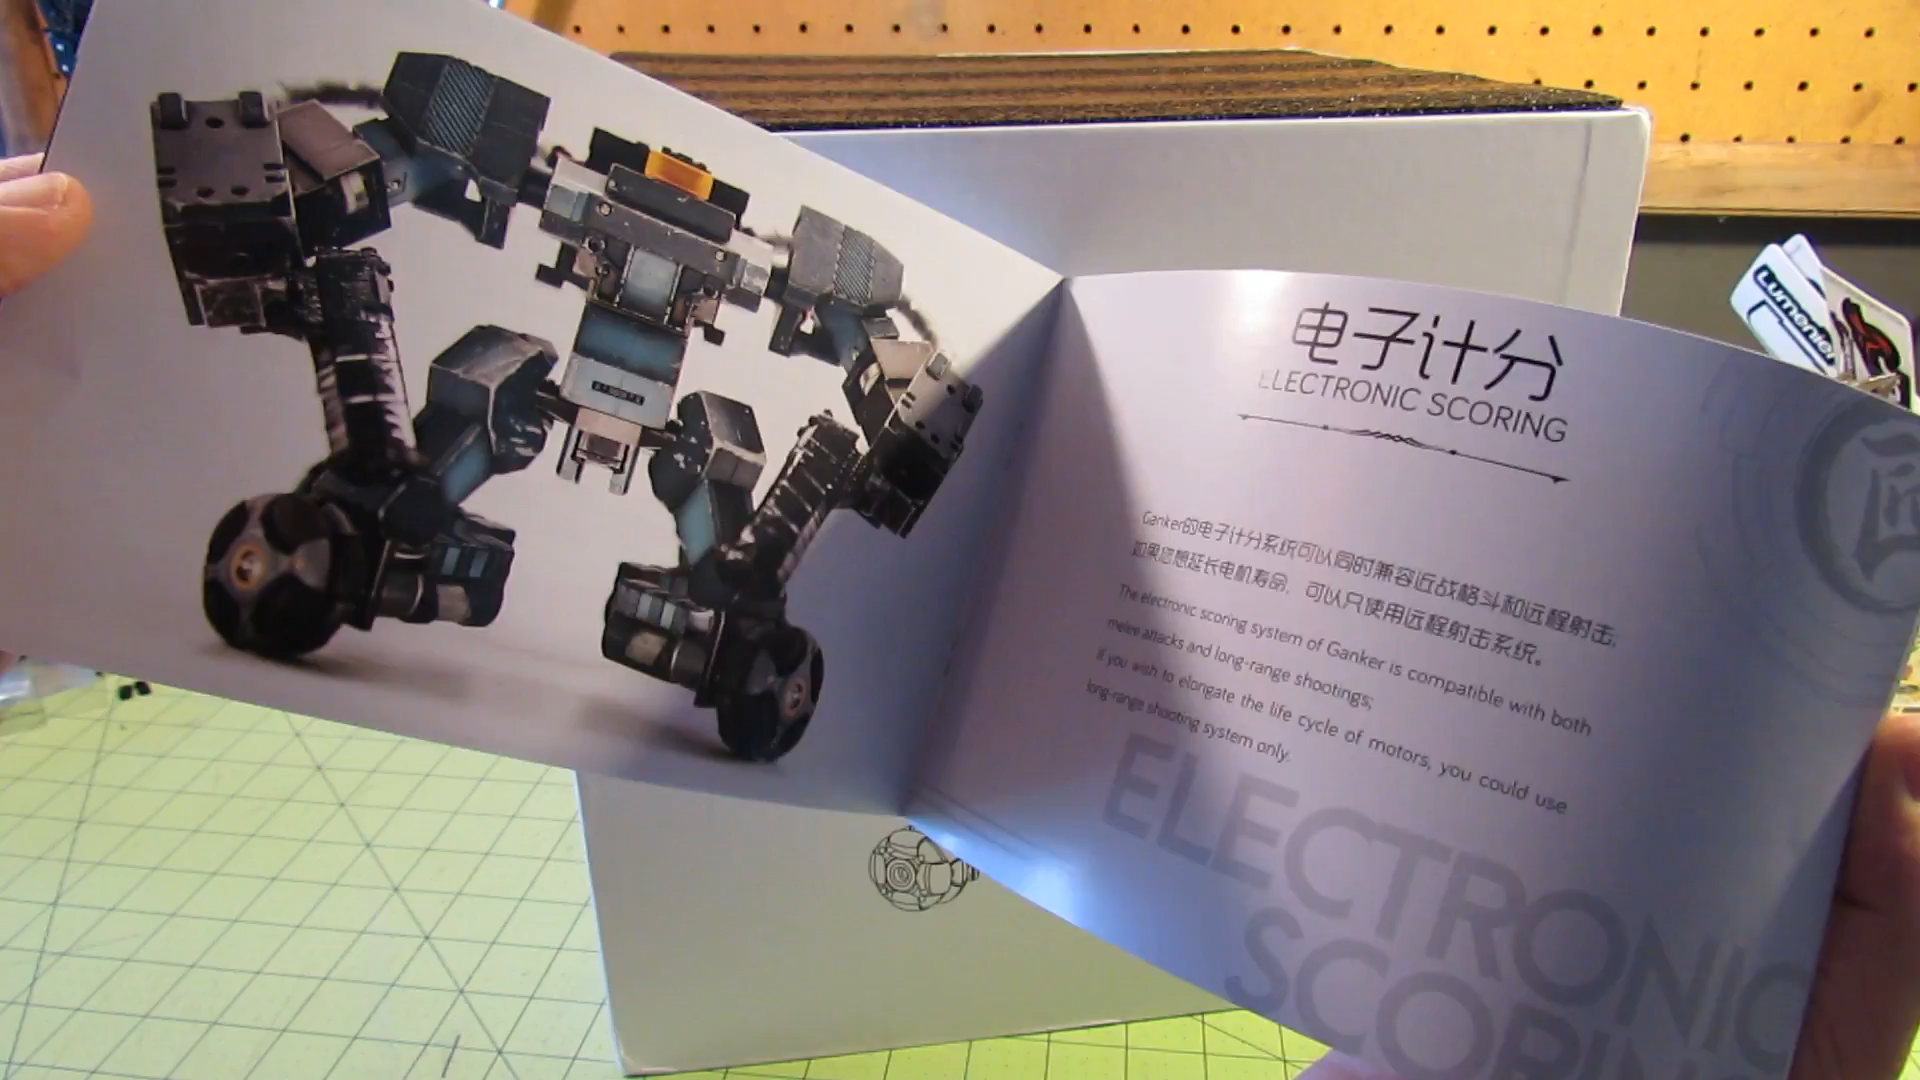 电子计分
ELECTRONIC SCORING
Ganker的电子计分系统可以同时兼容近战格斗和远程射击,
如果您想延长电机寿命, 可以只使用远程射击系统。
The electronic scoring system of Ganker is compatible with both
melee attacks and long-range shootings;
If you wish to elongate the life cycle of motors, you could use
long-range shooting system only.
ELECTRONIC
SCORING
Lumenier